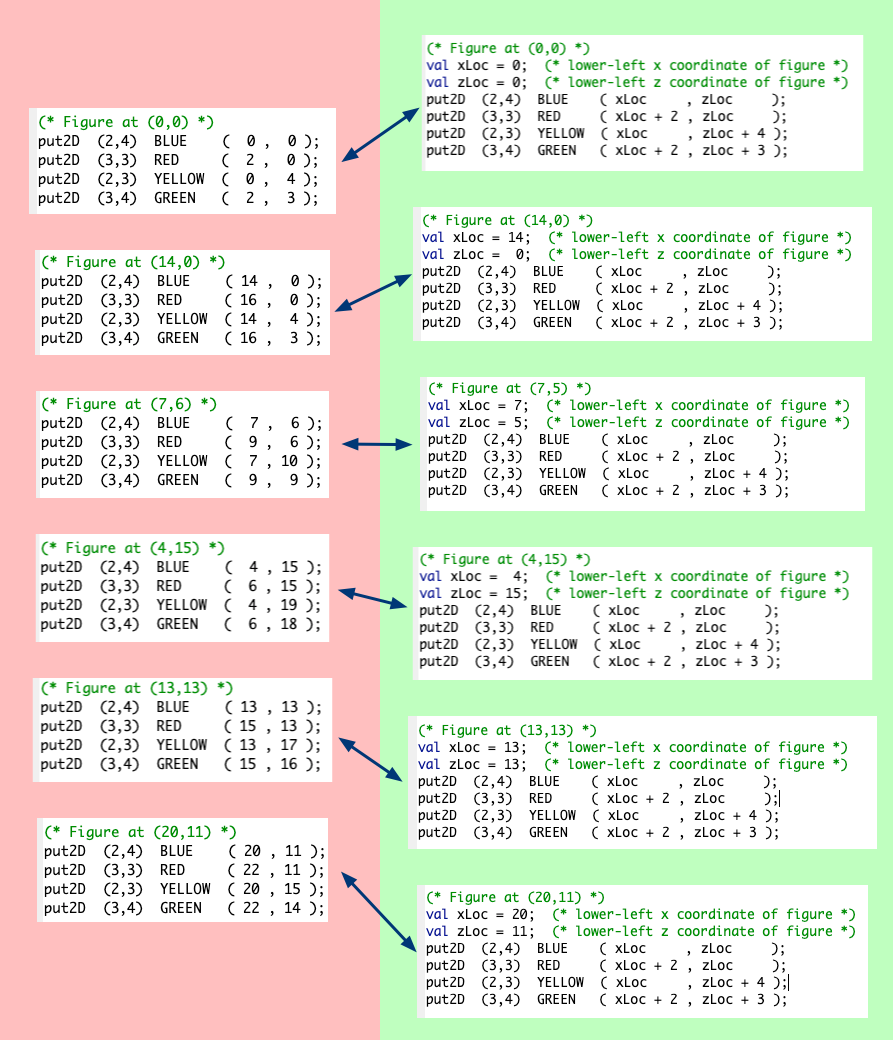 (* Figure at (0,0) *)
put2D  (2,4)  BLUE    (  0 ,  0 );
put2D  (3,3)  RED     (  2 ,  0 );
put2D  (2,3)  YELLOW  (  0 ,  4 );
put2D  (3,4)  GREEN   (  2 ,  3 );
(* Figure at (14,0) *)
put2D  (2,4)  BLUE    ( 14 ,  0 );
put2D  (3,3)  RED     ( 16 ,  0 );
put2D  (2,3)  YELLOW  ( 14 ,  4 );
put2D  (3,4)  GREEN   ( 16 ,  3 );
(* Figure at (7,6) *)
put2D  (2,4)  BLUE    (  7 ,  6 );
put2D  (3,3)  RED     (  9 ,  6 );
put2D  (2,3)  YELLOW  (  7 , 10 );
put2D  (3,4)  GREEN   (  9 ,  9 );
(* Figure at (4,15) *)
put2D  (2,4)  BLUE    (  4 , 15 );
put2D  (3,3)  RED     (  6 , 15 );
put2D  (2,3)  YELLOW  (  4 , 19 );
put2D  (3,4)  GREEN   (  6 , 18 );
(* Figure at (13,13) *)
put2D  (2,4)  BLUE    ( 13 , 13 );
put2D  (3,3)  RED     ( 15 , 13 );
put2D  (2,3)  YELLOW  ( 13 , 17 );
put2D  (3,4)  GREEN   ( 15 , 16 );
(* Figure at (20,11) *)
put2D  (2,4)  BLUE    ( 20 , 11 );
put2D  (3,3)  RED     ( 22 , 11 );
put2D  (2,3)  YELLOW  ( 20 , 15 );
put2D  (3,4)  GREEN   ( 22 , 14 );
(* Figure at (0,0) *)
val xLoc = 0;  (* lower-left x coordinate of figure *)
val zLoc = 0;  (* lower-left z coordinate of figure *)
put2D  (2,4)  BLUE    ( xLoc     , zLoc     );
put2D  (3,3)  RED     ( xLoc + 2 , zLoc     );
put2D  (2,3)  YELLOW  ( xLoc     , zLoc + 4 );
put2D  (3,4)  GREEN   ( xLoc + 2 , zLoc + 3 );
(* Figure at (14,0) *)
val xLoc = 14;  (* lower-left x coordinate of figure *)
val zLoc =  0;  (* lower-left z coordinate of figure *)
put2D  (2,4)  BLUE    ( xLoc     , zLoc     );
put2D  (3,3)  RED     ( xLoc + 2 , zLoc     );
put2D  (2,3)  YELLOW  ( xLoc     , zLoc + 4 );
put2D  (3,4)  GREEN   ( xLoc + 2 , zLoc + 3 );
(* Figure at (7,5) *)
val xLoc = 7;  (* lower-left x coordinate of figure *)
val zLoc = 5;  (* lower-left z coordinate of figure *)
put2D  (2,4)  BLUE    ( xLoc     , zLoc     );
put2D  (3,3)  RED     ( xLoc + 2 , zLoc     );
put2D  (2,3)  YELLOW  ( xLoc     , zLoc + 4 );
put2D  (3,4)  GREEN   ( xLoc + 2 , zLoc + 3 );
(* Figure at (4,15) *)
val xLoc =  4;  (* lower-left x coordinate of figure *)
val zLoc = 15;  (* lower-left z coordinate of figure *)
put2D  (2,4)  BLUE    ( xLoc     , zLoc     );
put2D  (3,3)  RED     ( xLoc + 2 , zLoc     );
put2D  (2,3)  YELLOW  ( xLoc     , zLoc + 4 );
put2D  (3,4)  GREEN   ( xLoc + 2 , zLoc + 3 );
(* Figure at (13,13) *)
val xLoc = 13;  (* lower-left x coordinate of figure *)
val zLoc = 13;  (* lower-left z coordinate of figure *)
put2D  (2,4)  BLUE    ( xLoc     , zLoc     );
put2D  (3,3)  RED     ( xLoc + 2 , zLoc     );
put2D  (2,3)  YELLOW  ( xLoc     , zLoc + 4 );
put2D  (3,4)  GREEN   ( xLoc + 2 , zLoc + 3 );
(* Figure at (20,11) *)
val xLoc = 20;  (* lower-left x coordinate of figure *)
val zLoc = 11;  (* lower-left z coordinate of figure *)
put2D  (2,4)  BLUE    ( xLoc     , zLoc     );
put2D  (3,3)  RED     ( xLoc + 2 , zLoc     );
put2D  (2,3)  YELLOW  ( xLoc     , zLoc + 4 );
put2D  (3,4)  GREEN   ( xLoc + 2 , zLoc + 3 );